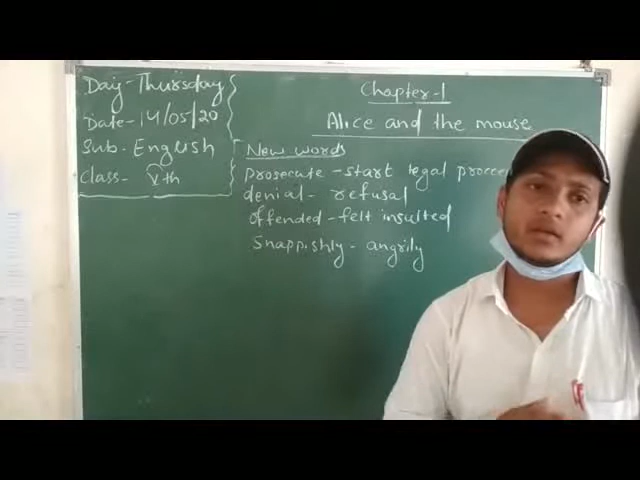 Day-Thursday
Date-14/05/20
Sub-English
Class- Vth
Chapter-1
Alice and the mouse
New words
prosecute-start legal
denial- refusal
offended-felt insulted
Snappishly- angrily